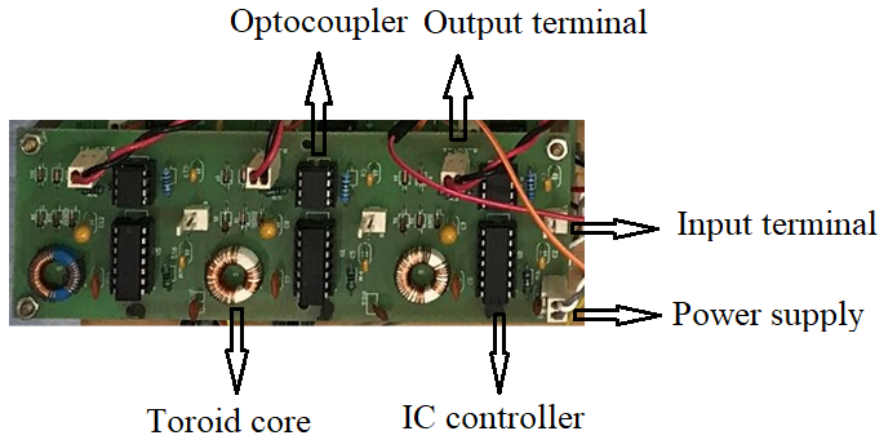 Optocoupler Output terminal
Input terminal
Power supply
Toroid core
IC controller